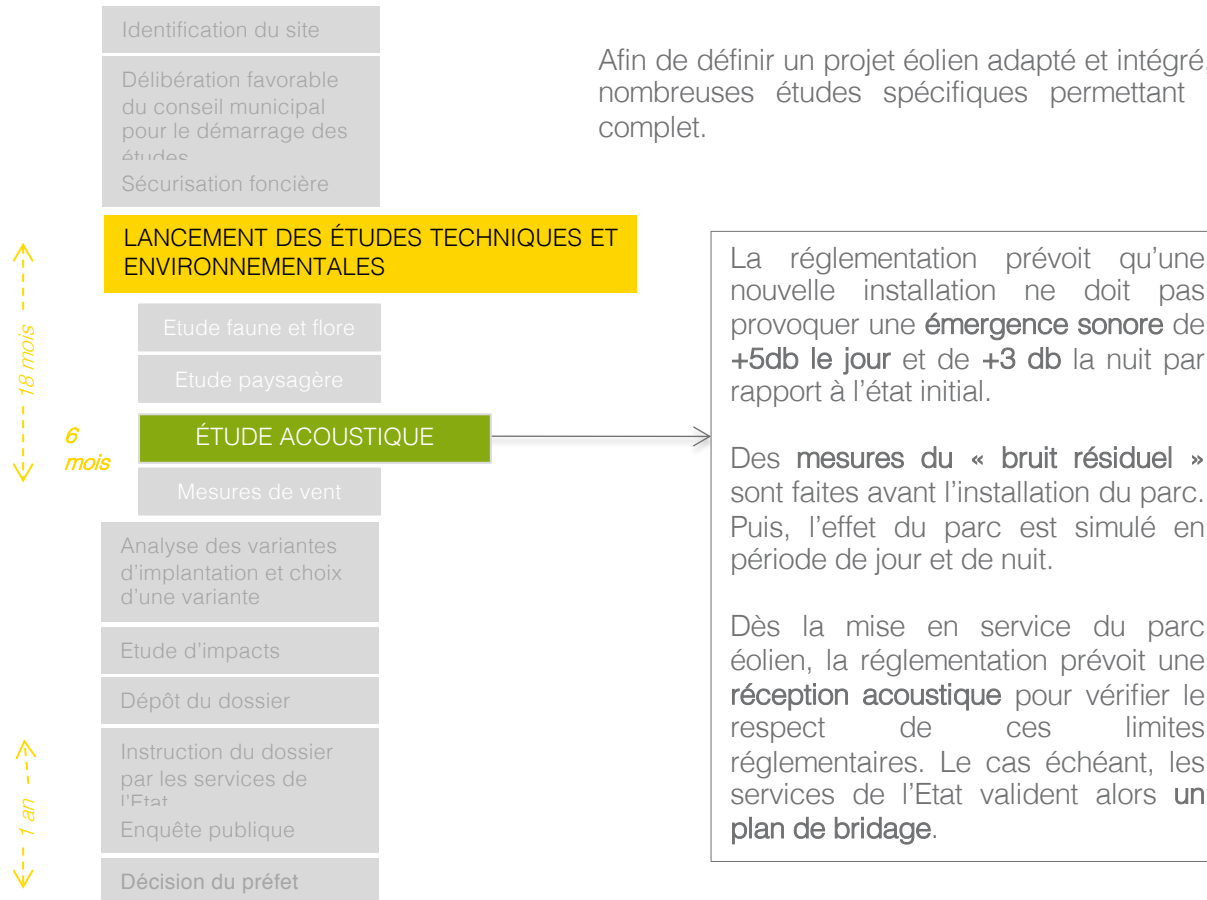 Identification du site
Délibération favorable
du conseil municipal
pour le démarrage des
études
Sécurisation foncière
Afin de définir un projet éolien adapté et intégré,
nombreuses études spécifiques permettant
complet.
LANCEMENT DES ÉTUDES TECHNIQUES ET
ENVIRONNEMENTALES
18 mois
Etude faune et flore
Etude paysagère
6
mois
ÉTUDE ACOUSTIQUE
Mesures de vent
La réglementation prévoit qu’une
nouvelle installation ne doit pas
provoquer une émergence sonore de
+5db le jour et de +3 db la nuit par
rapport à l’état initial.
Des mesures du « bruit résiduel »
sont faites avant l’installation du parc.
Puis, l’effet du parc est simulé en
période de jour et de nuit.
Dès la mise en service du parc
éolien, la réglementation prévoit une
réception acoustique pour vérifier le
respect de ces limites
réglementaires. Le cas échéant, les
services de l’Etat valident alors un
plan de bridage.
Analyse des variantes
d’implantation et choix
d’une variante
Etude d’impacts
Dépôt du dossier
1 an
Instruction du dossier
par les services de
l’Etat
Enquête publique
Décision du préfet